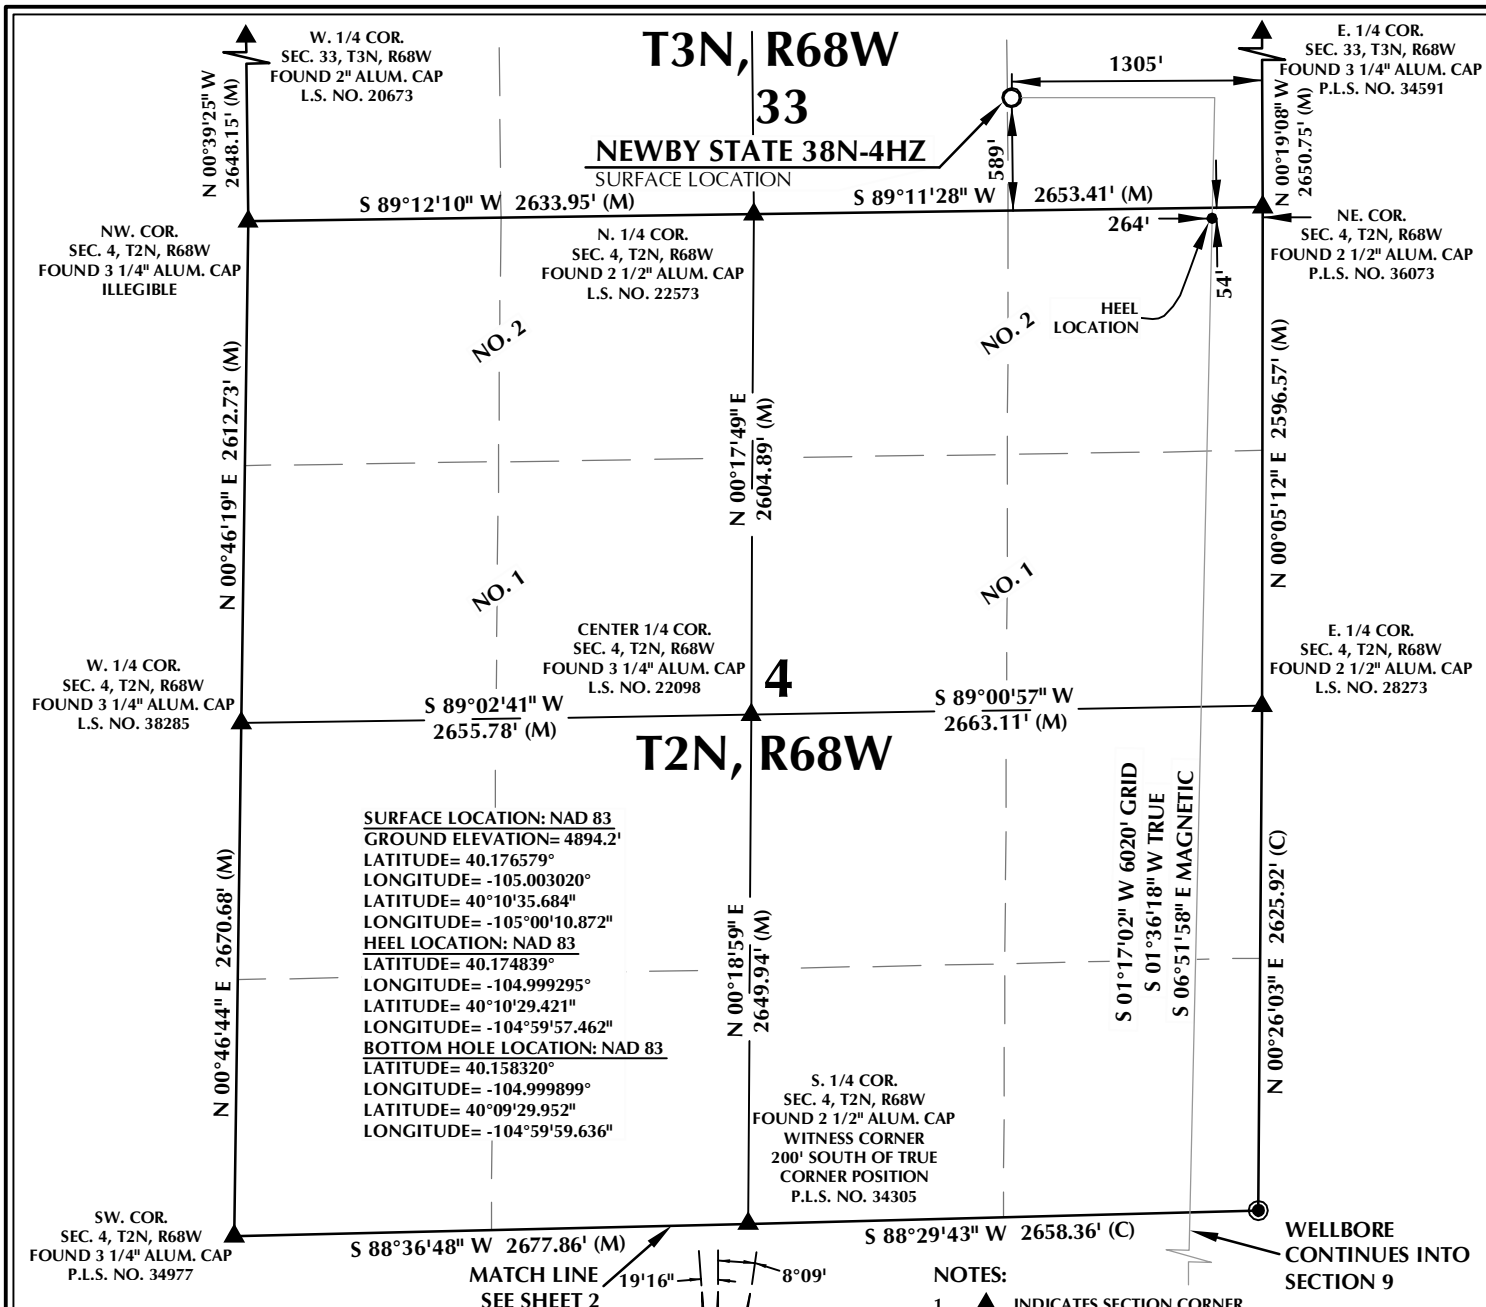 W. 1/4 COR.
SEC. 33, T3N, R68W
FOUND 2" ALUM. CAP
L.S. NO. 20673
T3N, R68W
33
E. 1/4 COR.
SEC. 33, T3N, R68W
FOUND 3 1/4" ALUM. CAP
P.L.S. NO. 34591
1305'
N 00°39'25" W
2648.15' (M)
N 00°19'08" W
2650.75' (M)
589'
NEWBY STATE 38N-4HZ
SURFACE LOCATION
S 89°12'10" W 2633.95' (M)
S 89°11'28" W 2653.41' (M)
NW. COR.
SEC. 4, T2N, R68W
FOUND 3 1/4" ALUM. CAP
ILLEGIBLE
N. 1/4 COR.
SEC. 4, T2N, R68W
FOUND 2 1/2" ALUM. CAP
L.S. NO. 22573
264'
54'
NE. COR.
SEC. 4, T2N, R68W
FOUND 2 1/2" ALUM. CAP
P.L.S. NO. 36073
HEEL
LOCATION
NO. 2
NO. 2
N 00°46'19" E 2612.73' (M)
N 00°17'49" E
2604.89' (M)
N 00°05'12" E 2596.57' (M)
NO. 1
NO. 1
W. 1/4 COR.
SEC. 4, T2N, R68W
FOUND 3 1/4" ALUM. CAP
L.S. NO. 38285
CENTER 1/4 COR.
SEC. 4, T2N, R68W
FOUND 3 1/4" ALUM. CAP
L.S. NO. 22098
4
E. 1/4 COR.
SEC. 4, T2N, R68W
FOUND 2 1/2" ALUM. CAP
L.S. NO. 28273
S 89°02'41" W
2655.78' (M)
S 89°00'57" W
2663.11' (M)
T2N, R68W
SURFACE LOCATION: NAD 83
GROUND ELEVATION= 4894.2'
LATITUDE= 40.176579°
LONGITUDE= -105.003020°
LATITUDE= 40°10'35.684"
LONGITUDE= -105°00'10.872"
HEEL LOCATION: NAD 83
LATITUDE= 40.174839°
LONGITUDE= -104.999295°
LATITUDE= 40°10'29.421"
LONGITUDE= -104°59'57.462"
BOTTOM HOLE LOCATION: NAD 83
LATITUDE= 40.158320°
LONGITUDE= -104.999899°
LATITUDE= 40°09'29.952"
LONGITUDE= -104°59'59.636"
N 00°46'44" E 2670.68' (M)
N 00°18'59" E
2649.94' (M)
S 01°17'02" W 6020' GRID
S 01°36'18" W TRUE
S 06°51'58" E MAGNETIC
N 00°26'03" E 2625.92' (C)
S. 1/4 COR.
SEC. 4, T2N, R68W
FOUND 2 1/2" ALUM. CAP
WITNESS CORNER
200' SOUTH OF TRUE
CORNER POSITION
P.L.S. NO. 34305
SW. COR.
SEC. 4, T2N, R68W
FOUND 3 1/4" ALUM. CAP
P.L.S. NO. 34977
S 88°36'48" W 2677.86' (M)
S 88°29'43" W 2658.36' (C)
MATCH LINE
SEE SHEET 2
19'16"
8°09'
WELLBORE
CONTINUES INTO
SECTION 9
NOTES:
1. INDICATES SECTION CORNER